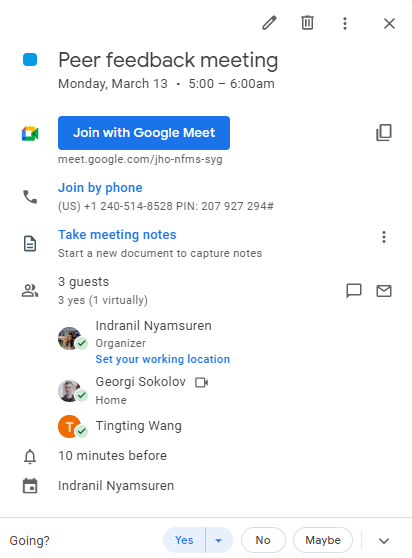 Peer feedback meeting
Monday, March 13 • 5:00 – 6:00am
Join with Google Meet
meet.google.com/jho-nfms-syg
Join by phone
(US) +1 240-514-8528 PIN: 207 927 294#
Take meeting notes
Start a new document to capture notes
3 guests
3 yes (1 virtually)
Indranil Nyamsuren
Organizer
Set your working location
Georgi Sokolov
Home
T
Tingting Wang
10 minutes before
Indranil Nyamsuren
Going? Yes No Maybe